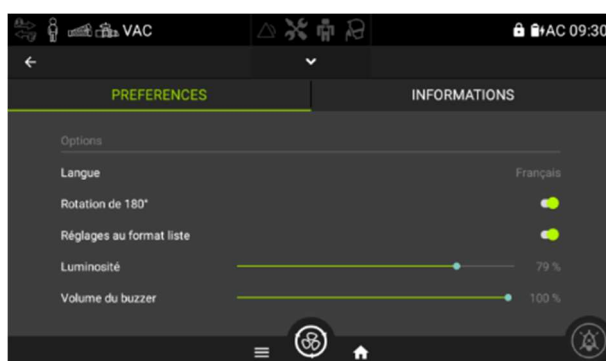 VAC AC 09:30
PREFERENCES INFORMATIONS
Options
Langue Français
Rotation de 180°
Réglages au format liste
Luminosité 79 %
Volume du buzzer 100 %